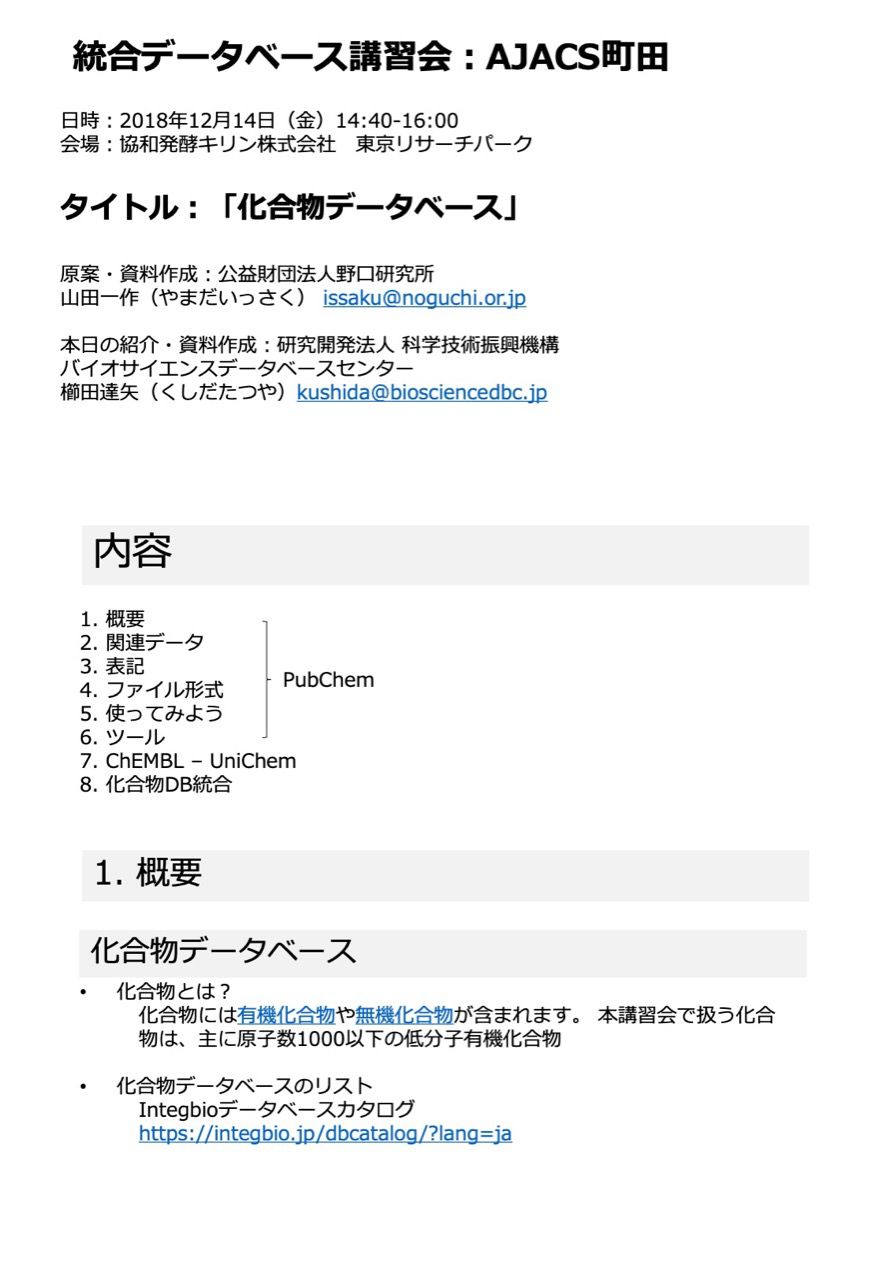 統合データベース講習会：AJACS町田
日時：2018年12月14日（金）14:40-16:00
会場：協和発酵キリン株式会社　東京リサーチパーク
タイトル：「化合物データベース」
原案・資料作成：公益財団法人野口研究所
山田一作（やまだいっさく） issaku@noguchi.or.jp
本日の紹介・資料作成：研究開発法人 科学技術振興機構
バイオサイエンスデータベースセンター
櫛田達矢（くしだたつや）kushida@biosciencedbc.jp
内容
1. 概要
2. 関連データ
3. 表記
4. ファイル形式
5. 使ってみよう
6. ツール
PubChem
7. ChEMBL – UniChem
8. 化合物DB統合
1. 概要
化合物データベース
• 化合物とは？
化合物には有機化合物や無機化合物が含まれます。 本講習会で扱う化合
物は、主に原子数1000以下の低分子有機化合物
• 化合物データベースのリスト
Integbioデータベースカタログ
https://integbio.jp/dbcatalog/?lang=ja